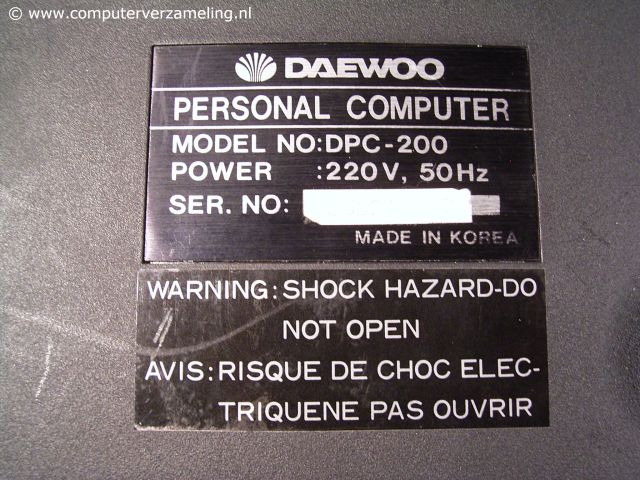 © www.computerverzameling.nl
DAEWOO
PERSONAL COMPUTER
MODEL NO:DPC-200
POWER :220V, 50Hz
SER. NO:
MADE IN KOREA
WARNING: SHOCK HAZARD-DO
NOT OPEN
AVIS: RISQUE DE CHOC ELEC-
TRIQUENE PAS OUVRIR